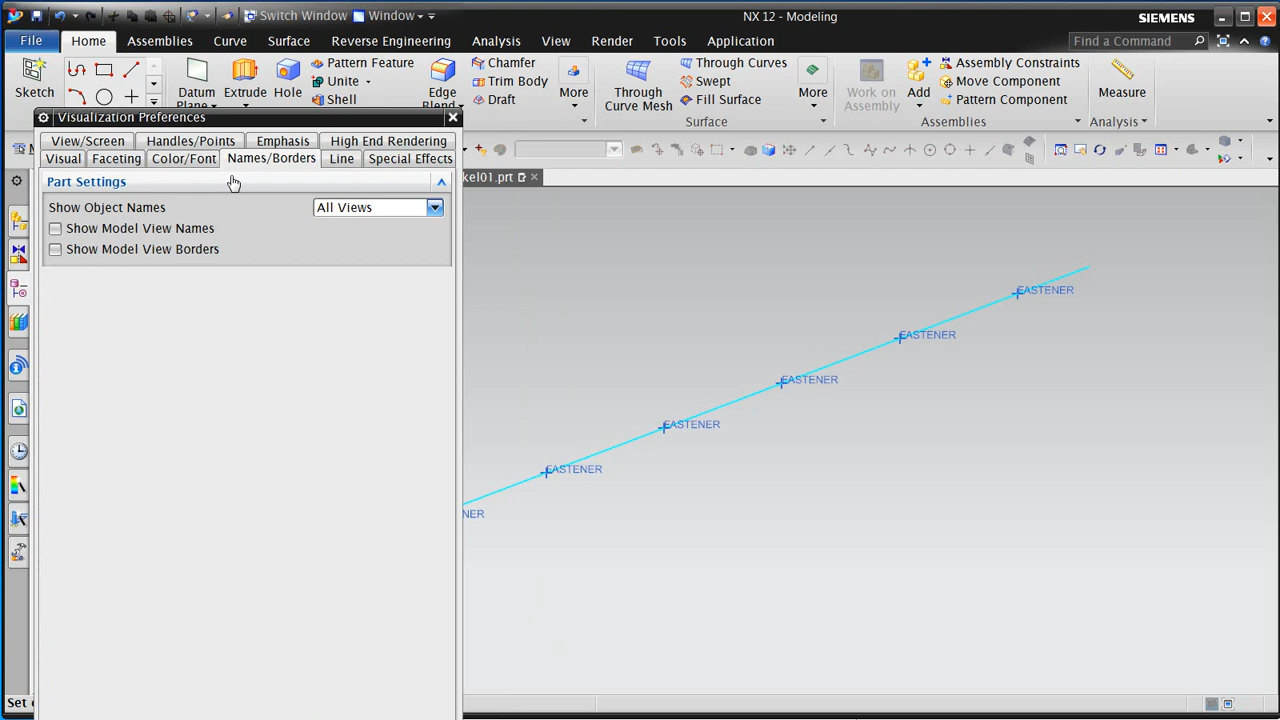 Switch Window
Window
NX 12 - Modeling
SIEMENS
File
Home
Assemblies
Curve
Surface
Reverse Engineering
Analysis
View
Render
Tools
Application
Find a Command
Sketch
Datum Plane
Extrude
Hole
Pattern Feature
Unite
Shell
Edge Blend
Chamfer
Trim Body
Draft
More
Through Curve Mesh
Through Curves
Swept
Fill Surface
More
Surface
Work on Assembly
Add
Assembly Constraints
Move Component
Pattern Component
Assemblies
Measure
Analysis
Visualization Preferences
View/Screen
Handles/Points
Emphasis
High End Rendering
Visual
Faceting
Color/Font
Names/Borders
Line
Special Effects
Part Settings
Show Object Names
All Views
Show Model View Names
Show Model View Borders
kel01.prt
FASTENER
FASTENER
FASTENER
FASTENER
FASTENER
NER
Set